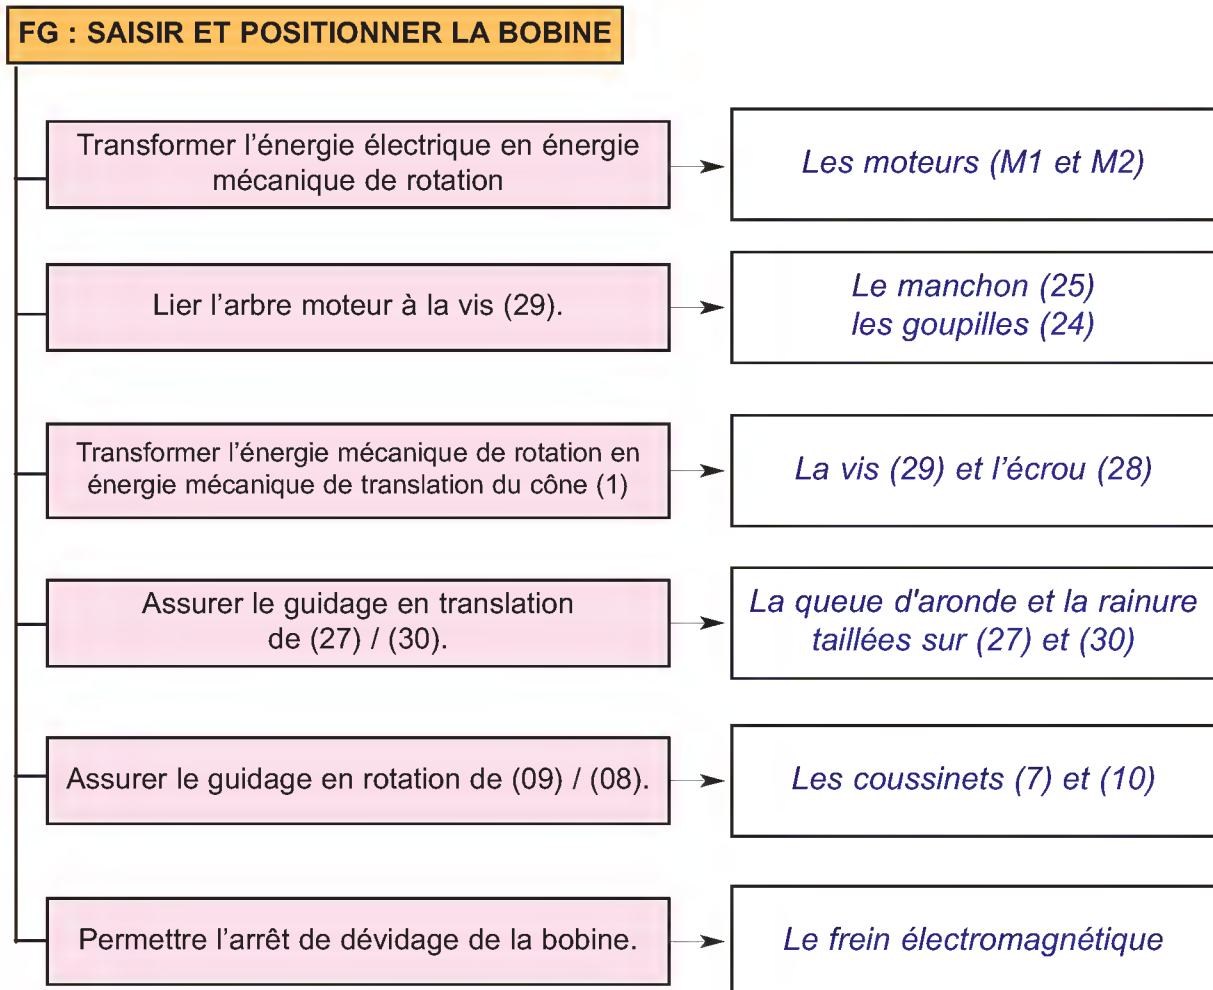 FG : SAISIR ET POSITIONNER LA BOBINE
Transformer l'énergie électrique en énergie
mécanique de rotation
Les moteurs (M1 et M2)
Lier l'arbre moteur à la vis (29).
Le manchon (25)
les goupilles (24)
Transformer l'énergie mécanique de rotation en
énergie mécanique de translation du cône (1)
La vis (29) et l'écrou (28)
Assurer le guidage en translation
de (27) / (30).
La queue d'aronde et la rainure
taillées sur (27) et (30)
Assurer le guidage en rotation de (09) / (08).
Les coussinets (7) et (10)
Permettre l'arrêt de dévidage de la bobine.
Le frein électromagnétique